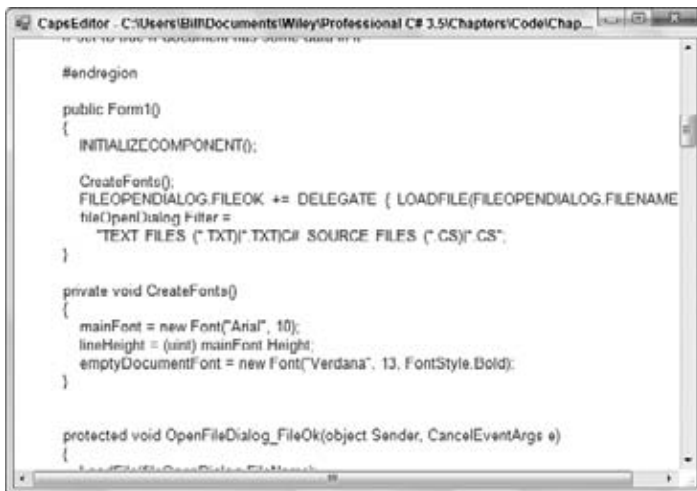 CapsEditor - C:\Users\Bill\Documents\Wiley\Professional C# 3.5\Chapters\Code\Chap...
#endregion
public Form1()
{
INITIALIZECOMPONENT();
CreateFonts();
FILEOPENDIALOG.FILEOK += DELEGATE { LOADFILE(FILEOPENDIALOG.FILENAME
fileOpenDialog.Filter =
"TEXT FILES (*.TXT)|*.TXT|C# SOURCE FILES (*.CS)|*.CS";
}
private void CreateFonts()
{
mainFont = new Font("Arial", 10);
lineHeight = (uint) mainFont.Height;
emptyDocumentFont = new Font("Verdana", 13, FontStyle.Bold);
}
protected void OpenFileDialog_FileOk(object Sender, CancelEventArgs e)
{